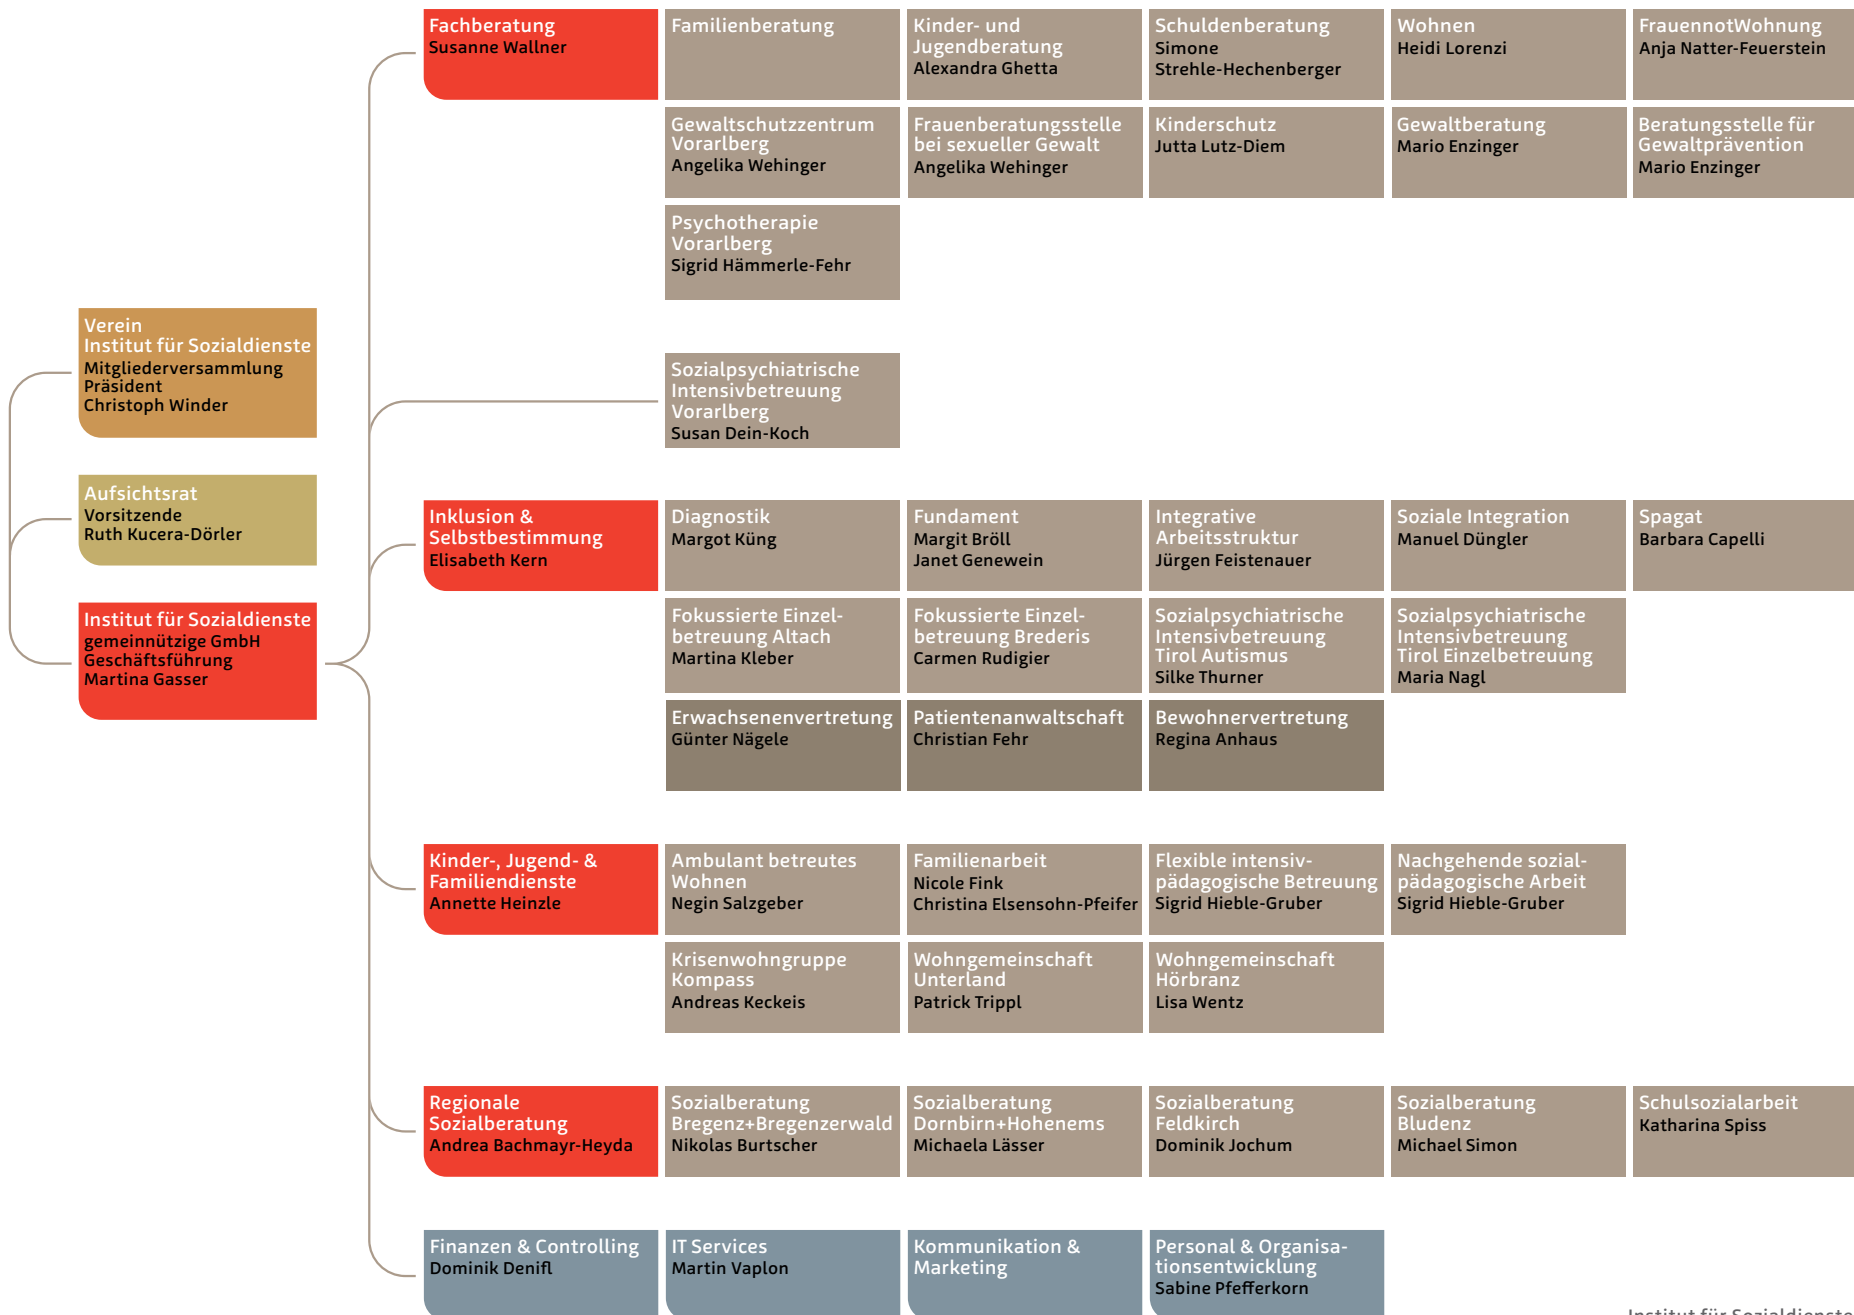 Fachberatung
Susanne Wallner
Familienberatung
Kinder- und
Jugendberatung
Alexandra Ghetta
Schuldenberatung
Simone
Strehle-Hechenberger
Wohnen
Heidi Lorenzi
FrauennotWohnung
Anja Natter-Feuerstein
Gewaltschutzzentrum
Vorarlberg
Angelika Wehinger
Frauenberatungsstelle
bei sexueller Gewalt
Angelika Wehinger
Kinderschutz
Jutta Lutz-Diem
Gewaltberatung
Mario Enzinger
Beratungsstelle für
Gewaltprävention
Mario Enzinger
Psychotherapie
Vorarlberg
Sigrid Hämmerle-Fehr
Verein
Institut für Sozialdienste
Mitgliederversammlung
Präsident
Christoph Winder
Sozialpsychiatrische
Intensivbetreuung
Vorarlberg
Susan Dein-Koch
Aufsichtsrat
Vorsitzende
Ruth Kucera-Dörler
Institut für Sozialdienste
gemeinnützige GmbH
Geschäftsführung
Martina Gasser
Inklusion &
Selbstbestimmung
Elisabeth Kern
Diagnostik
Margot Küng
Fundament
Margit Bröll
Janet Genewein
Integrative
Arbeitsstruktur
Jürgen Feistenauer
Soziale Integration
Manuel Düngler
Spagat
Barbara Capelli
Fokussierte Einzel-
betreuung Altach
Martina Kleber
Fokussierte Einzel-
betreuung Brederis
Carmen Rudigier
Sozialpsychiatrische
Intensivbetreuung
Tirol Autismus
Silke Thurner
Sozialpsychiatrische
Intensivbetreuung
Tirol Einzelbetreuung
Maria Nagl
Erwachsenenvertretung
Günter Nägele
Patientenanwaltschaft
Christian Fehr
Bewohnervertretung
Regina Anhaus
Kinder-, Jugend- &
Familiendienste
Annette Heinzle
Ambulant betreutes
Wohnen
Negin Salzgeber
Familienarbeit
Nicole Fink
Christina Elsensohn-Pfeifer
Flexible intensiv-
pädagogische Betreuung
Sigrid Hieble-Gruber
Nachgehende sozial-
pädagogische Arbeit
Sigrid Hieble-Gruber
Krisenwohngruppe
Kompass
Andreas Keckeis
Wohngemeinschaft
Unterland
Patrick Trippl
Wohngemeinschaft
Hörbranz
Lisa Wentz
Regionale
Sozialberatung
Andrea Bachmayr-Heyda
Sozialberatung
Bregenz+Bregenzerwald
Nikolas Burtscher
Sozialberatung
Dornbirn+Hohenems
Michaela Lässer
Sozialberatung
Feldkirch
Dominik Jochum
Sozialberatung
Bludenz
Michael Simon
Schulsozialarbeit
Katharina Spiss
Finanzen & Controlling
Dominik Denifl
IT Services
Martin Vaplon
Kommunikation &
Marketing
Personal & Organisa-
tionsentwicklung
Sabine Pfefferkorn
Institut für Sozialdienste